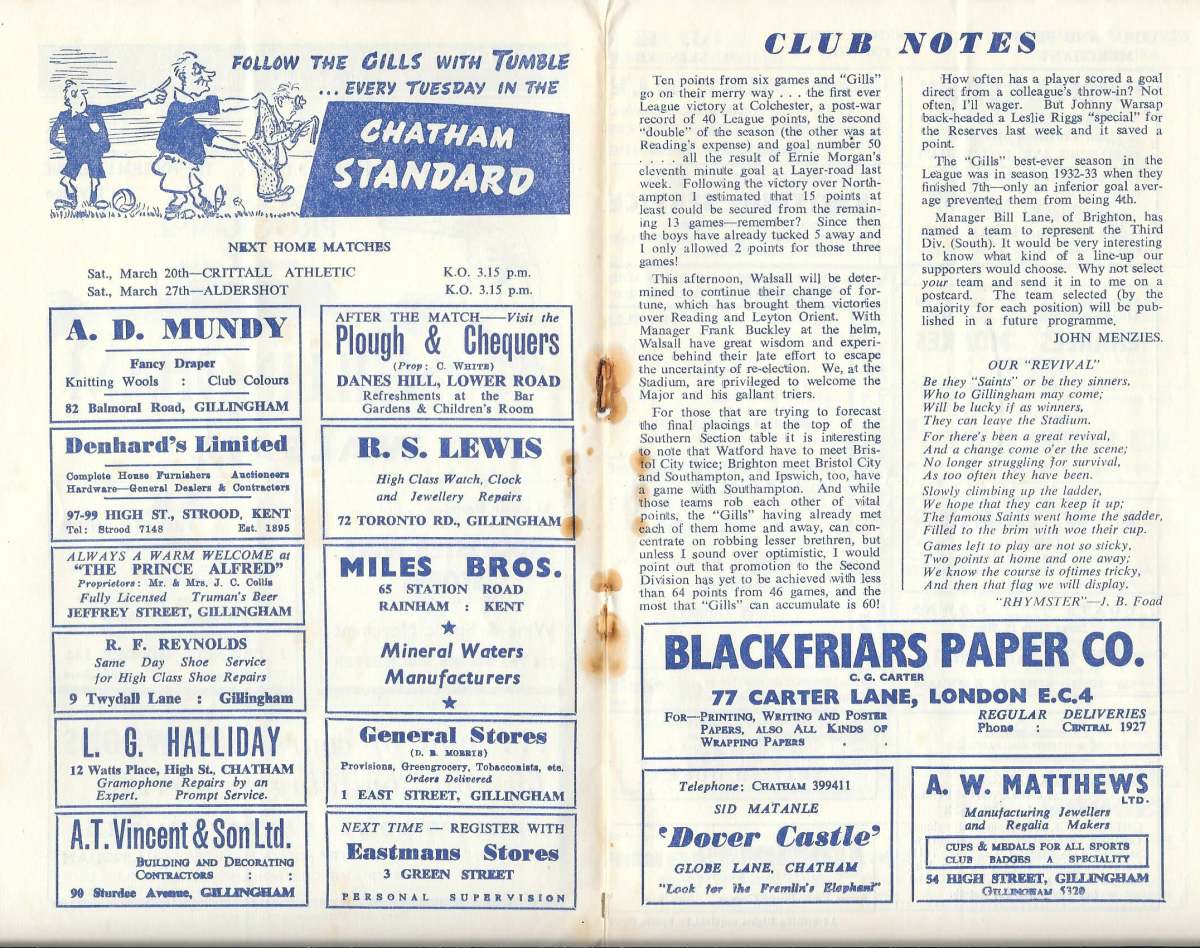 FOLLOW THE GILLS WITH TUMBLE
... EVERY TUESDAY IN THE
CHATHAM
STANDARD
NEXT HOME MATCHES
Sat., March 20th—CRITTALL ATHLETIC K.O. 3.15 p.m.
Sat., March 27th—ALDERSHOT K.O. 3.15 p.m.
A. D. MUNDY
Fancy Draper
Knitting Wools : Club Colours
82 Balmoral Road, GILLINGHAM
Denhard's Limited
Complete House Furnishers Auctioneers
Hardware—General Dealers & Contractors
97-99 HIGH ST., STROOD, KENT
Tel: Strood 7148 Est. 1895
ALWAYS A WARM WELCOME at
"THE PRINCE ALFRED"
Proprietors: Mr. & Mrs. J. C. Collis
Fully Licensed Truman's Beer
JEFFREY STREET, GILLINGHAM
R. F. REYNOLDS
Same Day Shoe Service
for High Class Shoe Repairs
9 Twydall Lane : Gillingham
L. G. HALLIDAY
12 Watts Place, High St., CHATHAM
Gramophone Repairs by an
Expert. Prompt Service.
A.T. Vincent & Son Ltd.
BUILDING AND DECORATING
CONTRACTORS : :
90 Sturdee Avenue, GILLINGHAM
AFTER THE MATCH—Visit the
Plough & Chequers
(Prop: C. WHITE)
DANES HILL, LOWER ROAD
Refreshments at the Bar
Gardens & Children's Room
R. S. LEWIS
High Class Watch, Clock
and Jewellery Repairs
72 TORONTO RD., GILLINGHAM
MILES BROS.
65 STATION ROAD
RAINHAM : KENT
Mineral Waters
Manufacturers
General Stores
(D. B. MORRIS)
Provisions, Greengrocery, Tobacconists, etc.
Orders Delivered
1 EAST STREET, GILLINGHAM
NEXT TIME — REGISTER WITH
Eastmans Stores
3 GREEN STREET
PERSONAL SUPERVISION
CLUB NOTES
Ten points from six games and "Gills"
go on their merry way . . . the first ever
League victory at Colchester, a post-war
record of 40 League points, the second
"double" of the season (the other was at
Reading's expense) and goal number 50
. . . . all the result of Ernie Morgan's
eleventh minute goal at Layer-road last
week. Following the victory over North-
ampton I estimated that 15 points at
least could be secured from the remain-
ing 13 games—remember? Since then
the boys have already tucked 5 away and
I only allowed 2 points for those three
games!
This afternoon, Walsall will be deter-
mined to continue their change of for-
tune, which has brought them victories
over Reading and Leyton Orient. With
Manager Frank Buckley at the helm,
Walsall have great wisdom and experi-
ence behind their late effort to escape
the uncertainty of re-election. We, at the
Stadium, are privileged to welcome the
Major and his gallant triers.
For those that are trying to forecast
the final placings at the top of the
Southern Section table it is interesting
to note that Watford have to meet Bris-
tol City twice; Brighton meet Bristol City
and Southampton, and Ipswich, too, have
a game with Southampton. And while
those teams rob each other of vital
points, the "Gills" having already met
each of them home and away, can con-
centrate on robbing lesser brethren, but
unless I sound over optimistic, I would
point out that promotion to the Second
Division has yet to be achieved with less
than 64 points from 46 games, and the
most that "Gills" can accumulate is 60!
How often has a player scored a goal
direct from a colleague's throw-in? Not
often, I'll wager. But Johnny Warsap
back-headed a Leslie Riggs "special" for
the Reserves last week and it saved a
point.
The "Gills" best-ever season in the
League was in season 1932-33 when they
finished 7th—only an inferior goal aver-
age prevented them from being 4th.
Manager Bill Lane, of Brighton, has
named a team to represent the Third
Div. (South). It would be very interesting
to know what kind of a line-up our
supporters would choose. Why not select
your team and send it in to me on a
postcard. The team selected (by the
majority for each position) will be pub-
lished in a future programme.
JOHN MENZIES.
OUR "REVIVAL"
Be they "Saints" or be they sinners,
Who to Gillingham may come;
Will be lucky if as winners,
They can leave the Stadium.
For there's been a great revival,
And a change come o'er the scene;
No longer struggling for survival,
As too often they have been.
Slowly climbing up the ladder,
We hope that they can keep it up;
The famous Saints went home the sadder,
Filled to the brim with woe their cup.
Games left to play are not so sticky,
Two points at home and one away;
We know the course is oftimes tricky,
And then that flag we will display.
"RHYMSTER"—J. B. Foad
BLACKFRIARS PAPER CO.
C. G. CARTER
77 CARTER LANE, LONDON E.C.4
FOR—PRINTING, WRITING AND POSTER
PAPERS, ALSO ALL KINDS OF
WRAPPING PAPERS . .
REGULAR DELIVERIES
Phone : CENTRAL 1927
Telephone: CHATHAM 399411
SID MATANLE
'Dover Castle'
GLOBE LANE, CHATHAM
"Look for the Fremlin's Elephant"
A. W. MATTHEWS
LTD.
Manufacturing Jewellers
and Regalia Makers
CUPS & MEDALS FOR ALL SPORTS
CLUB BADGES A SPECIALITY
54 HIGH STREET, GILLINGHAM
GILLINGHAM 5320